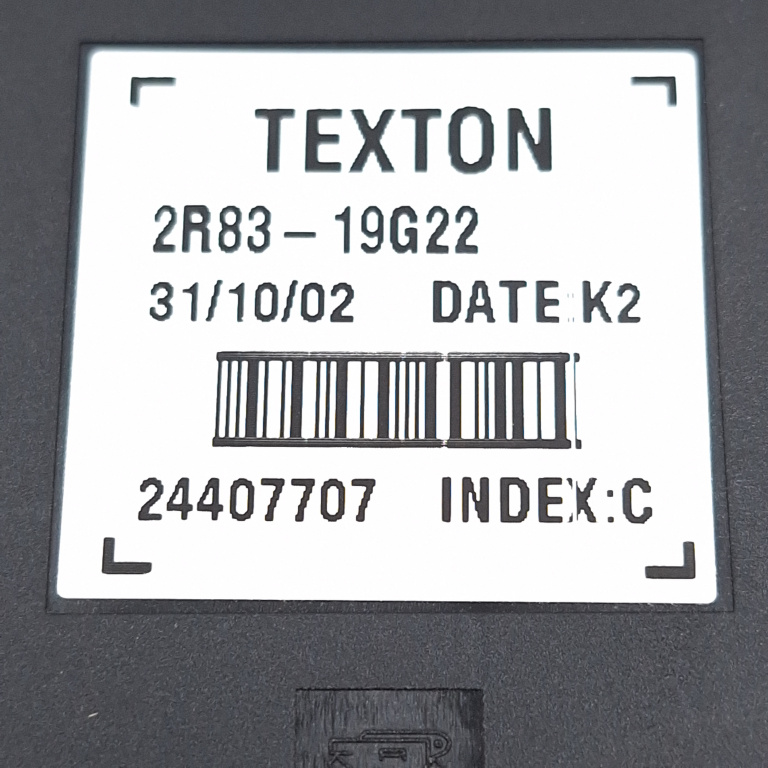 TEXTON
2R83-19G22
31/10/02 DATE:K2
24407707 INDEX:C